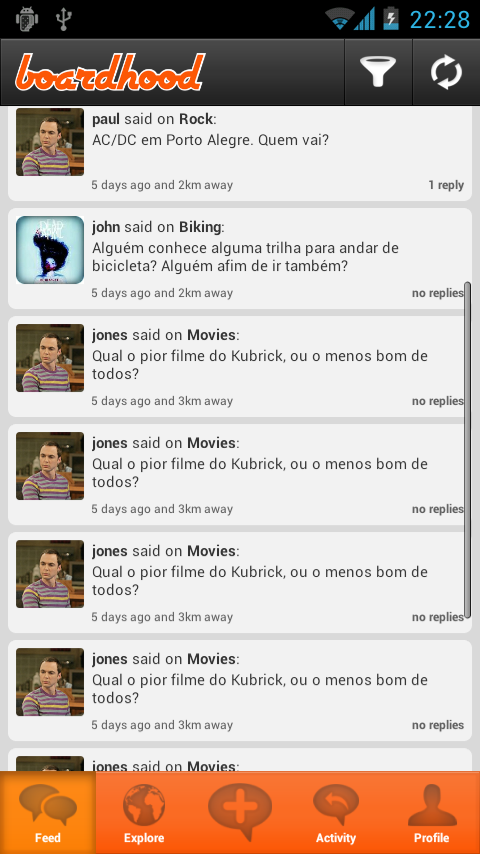 22:28
boardhood
paul said on Rock:
AC/DC em Porto Alegre. Quem vai?
5 days ago and 2km away 1 reply
john said on Biking:
Alguém conhece alguma trilha para andar de
bicicleta? Alguém afim de ir também?
5 days ago and 2km away no replies
jones said on Movies:
Qual o pior filme do Kubrick, ou o menos bom de
todos?
5 days ago and 3km away no replies
jones said on Movies:
Qual o pior filme do Kubrick, ou o menos bom de
todos?
5 days ago and 3km away no replies
jones said on Movies:
Qual o pior filme do Kubrick, ou o menos bom de
todos?
5 days ago and 3km away no replies
jones said on Movies:
Qual o pior filme do Kubrick, ou o menos bom de
todos?
5 days ago and 3km away no replies
jones said on Movies:
Feed Explore Activity Profile